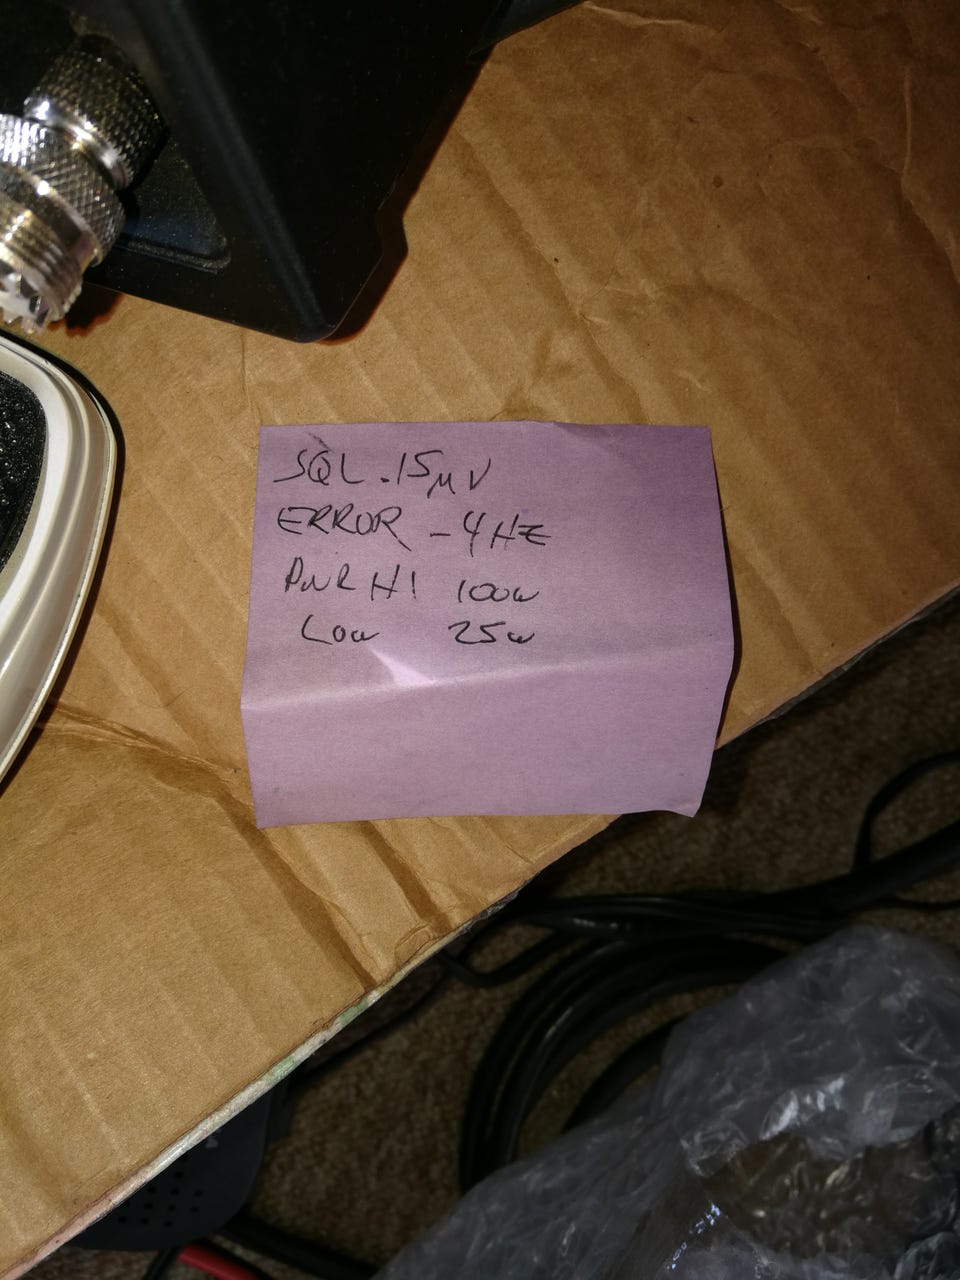 SQL .15μV
ERROR -4HZ
PWR HI 100w
Low 25w